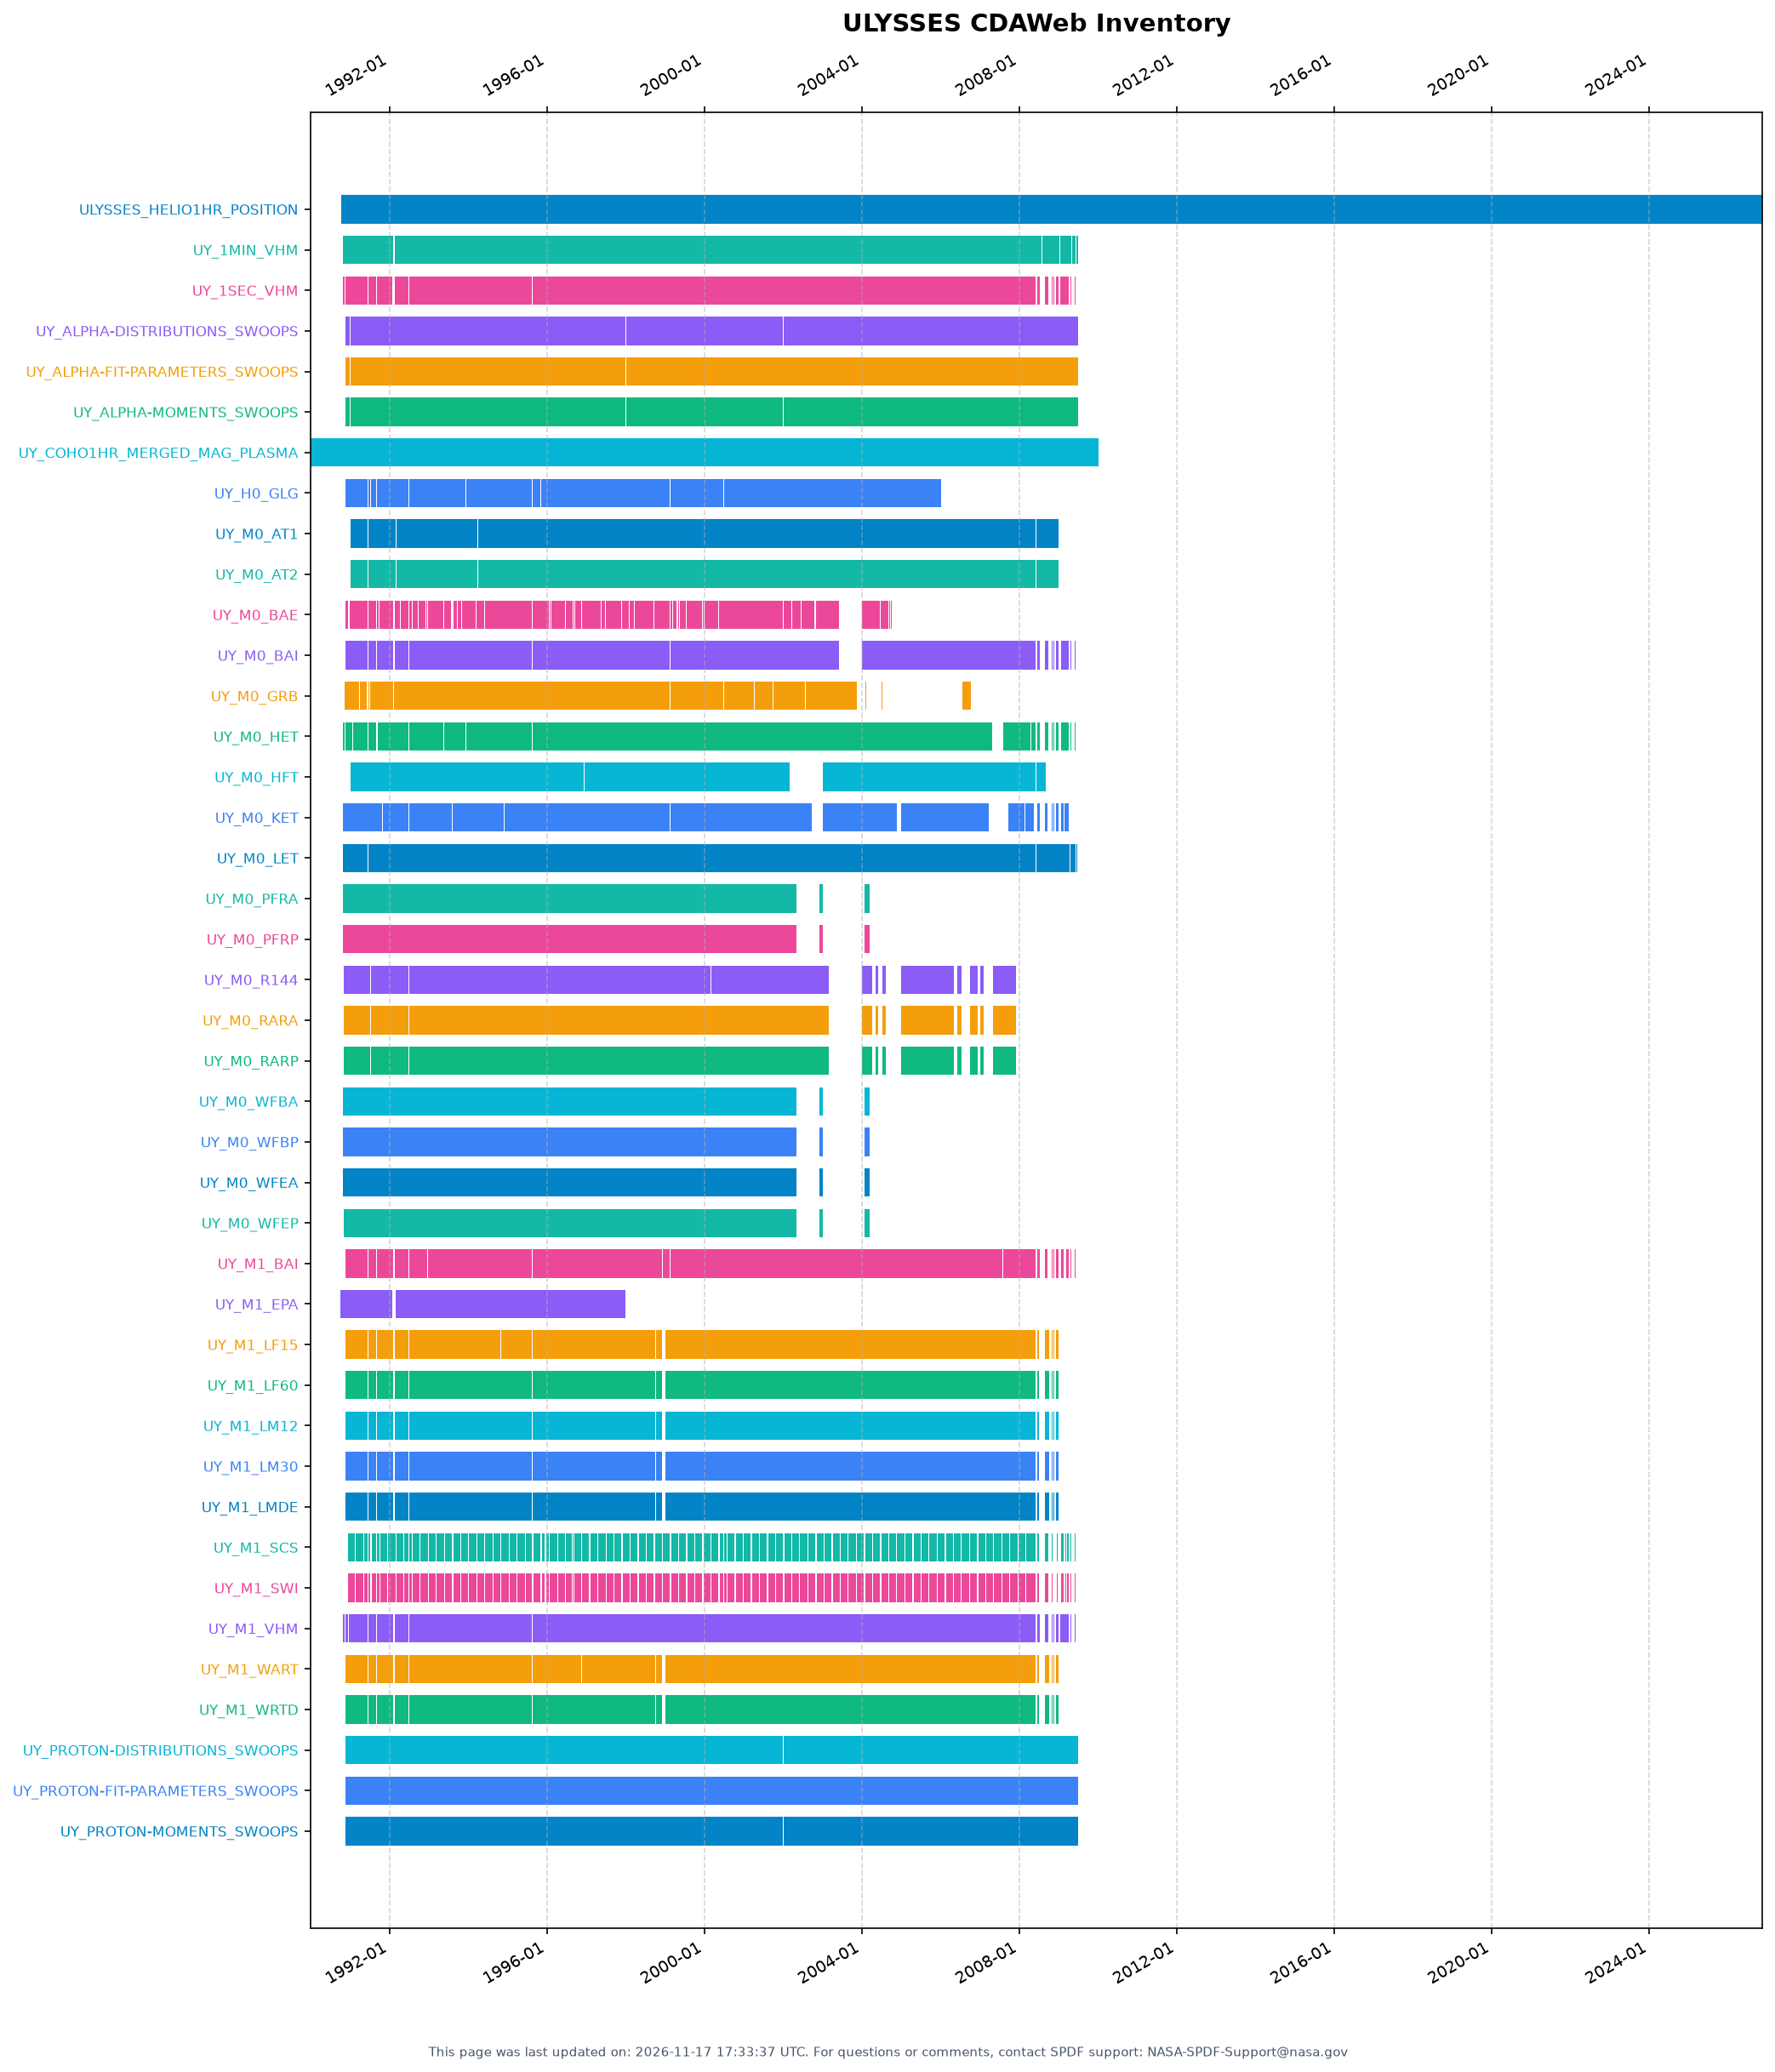 ULYSSES CDAWeb Inventory
1992-01 1996-01 2000-01 2004-01 2008-01 2012-01 2016-01 2020-01 2024-01
ULYSSES_HELIO1HR_POSITION
UY_1MIN_VHM
UY_1SEC_VHM
UY_ALPHA-DISTRIBUTIONS_SWOOPS
UY_ALPHA-FIT-PARAMETERS_SWOOPS
UY_ALPHA-MOMENTS_SWOOPS
UY_COHO1HR_MERGED_MAG_PLASMA
UY_H0_GLG
UY_M0_AT1
UY_M0_AT2
UY_M0_BAE
UY_M0_BAI
UY_M0_GRB
UY_M0_HET
UY_M0_HFT
UY_M0_KET
UY_M0_LET
UY_M0_PFRA
UY_M0_PFRP
UY_M0_R144
UY_M0_RARA
UY_M0_RARP
UY_M0_WFBA
UY_M0_WFBP
UY_M0_WFEA
UY_M0_WFEP
UY_M1_BAI
UY_M1_EPA
UY_M1_LF15
UY_M1_LF60
UY_M1_LM12
UY_M1_LM30
UY_M1_LMDE
UY_M1_SCS
UY_M1_SWI
UY_M1_VHM
UY_M1_WART
UY_M1_WRTD
UY_PROTON-DISTRIBUTIONS_SWOOPS
UY_PROTON-FIT-PARAMETERS_SWOOPS
UY_PROTON-MOMENTS_SWOOPS
1992-01 1996-01 2000-01 2004-01 2008-01 2012-01 2016-01 2020-01 2024-01
This page was last updated on: 2026-11-17 17:33:37 UTC. For questions or comments, contact SPDF support: NASA-SPDF-Support@nasa.gov